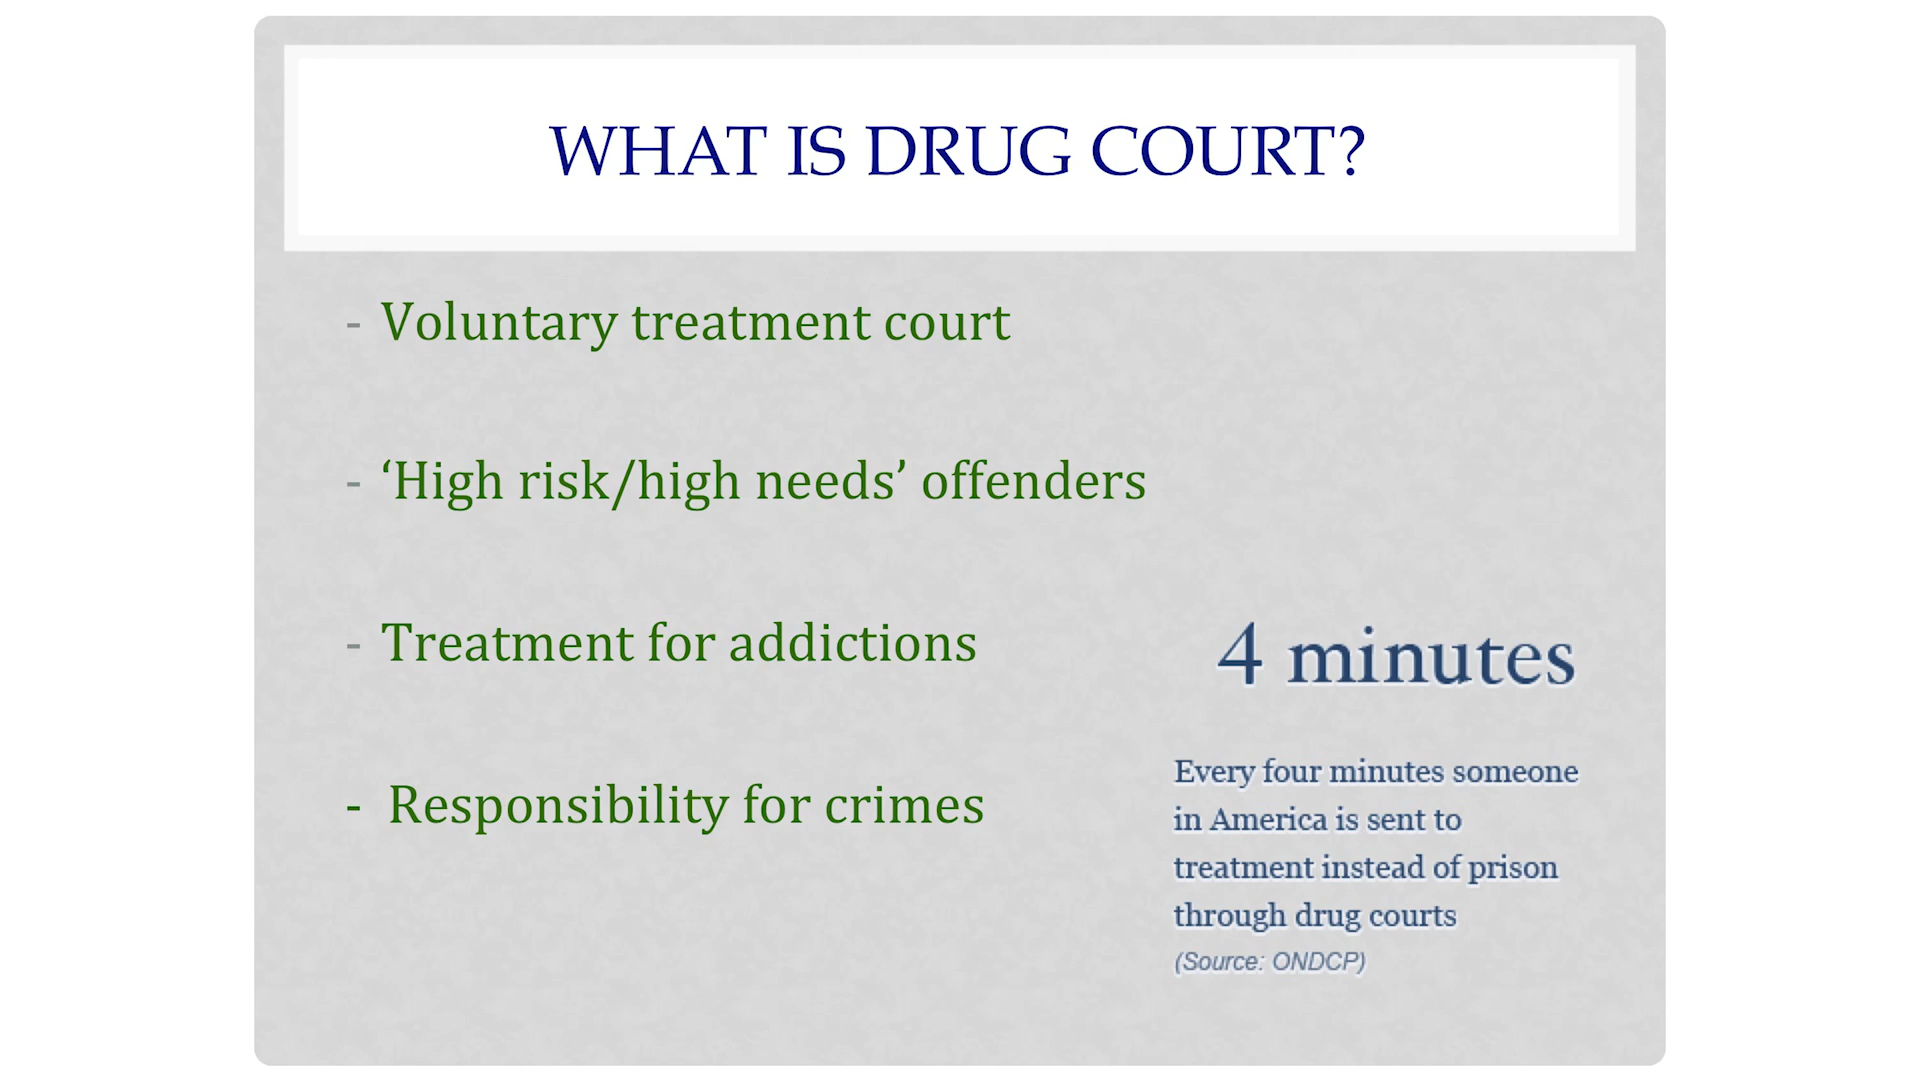 WHAT IS DRUG COURT?
- Voluntary treatment court
- ‘High risk/high needs’ offenders
- Treatment for addictions
- Responsibility for crimes
4 minutes
Every four minutes someone
in America is sent to
treatment instead of prison
through drug courts
(Source: ONDCP)